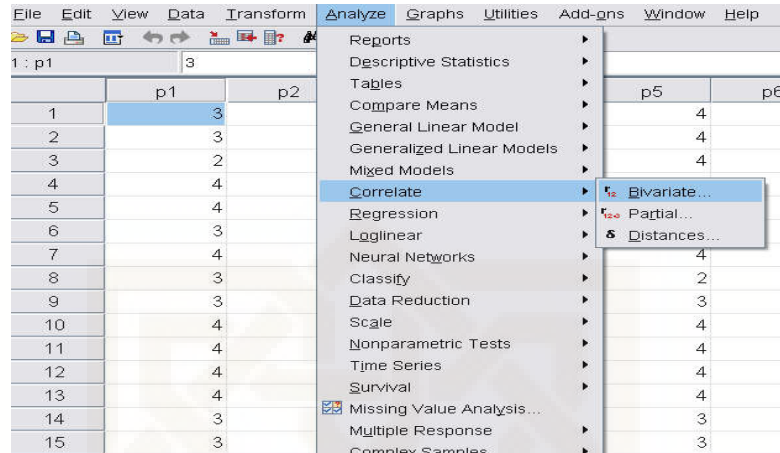 File Edit View Data Transform Analyze Graphs Utilities Add-ons Window Help
1 : p1 3
p1 p2 p5 p6
Reports
Descriptive Statistics
Tables
Compare Means
General Linear Model
Generalized Linear Models
Mixed Models
Correlate
Regression
Loglinear
Neural Networks
Classify
Data Reduction
Scale
Nonparametric Tests
Time Series
Survival
Missing Value Analysis...
Multiple Response
Complex Samples
r12 Bivariate...
r12.3 Partial...
δ Distances...
1 3 4
2 3 4
3 2 4
4 4
5 4
6 3
7 4 4
8 3 2
9 3 3
10 4 4
11 4 4
12 4 4
13 4 4
14 3 3
15 3 3